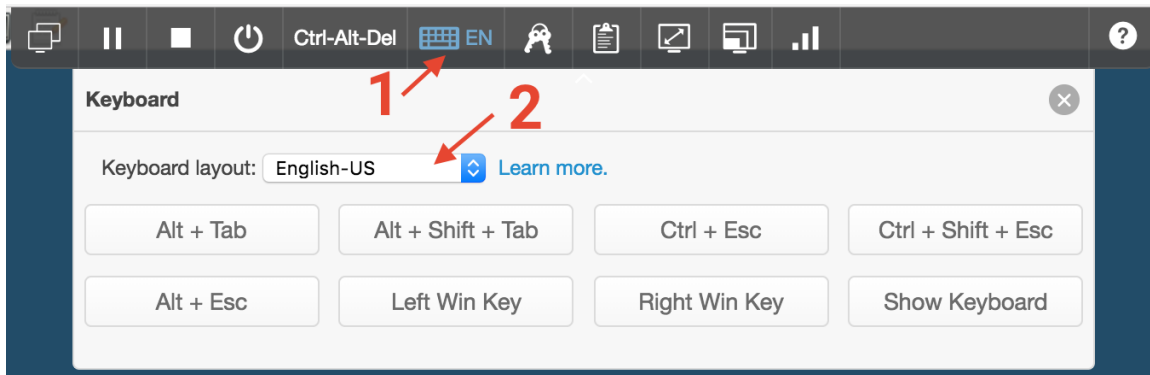 Ctrl-Alt-Del EN ?
1 2
Keyboard
Keyboard layout: English-US Learn more.
Alt + Tab Alt + Shift + Tab Ctrl + Esc Ctrl + Shift + Esc
Alt + Esc Left Win Key Right Win Key Show Keyboard